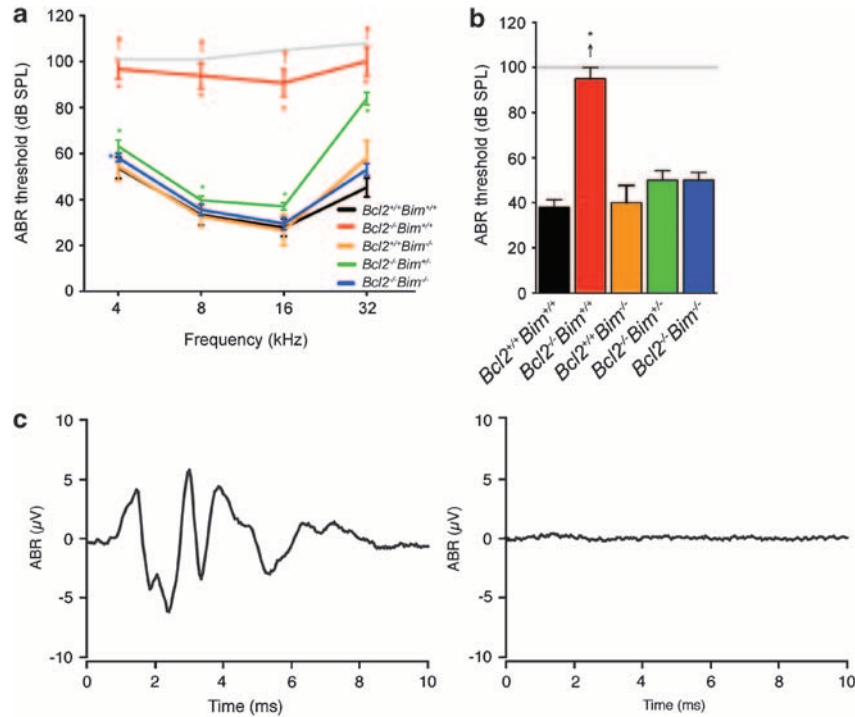 a
ABR threshold (dB SPL)
120
100
80
60
40
20
0
4
8
16
32
Frequency (kHz)
Bcl2+/+Bim+/+
Bcl2-/-Bim+/+
Bcl2+/+Bim-/-
Bcl2-/-Bim+/-
Bcl2-/-Bim-/-
b
ABR threshold (dB SPL)
120
100
80
60
40
20
0
*
Bcl2+/+Bim+/+
Bcl2-/-Bim+/+
Bcl2+/+Bim-/-
Bcl2-/-Bim+/-
Bcl2-/-Bim-/-
c
ABR (µV)
10
5
0
-5
-10
0 2 4 6 8 10
Time (ms)
ABR (µV)
10
5
0
-5
-10
0 2 4 6 8 10
Time (ms)